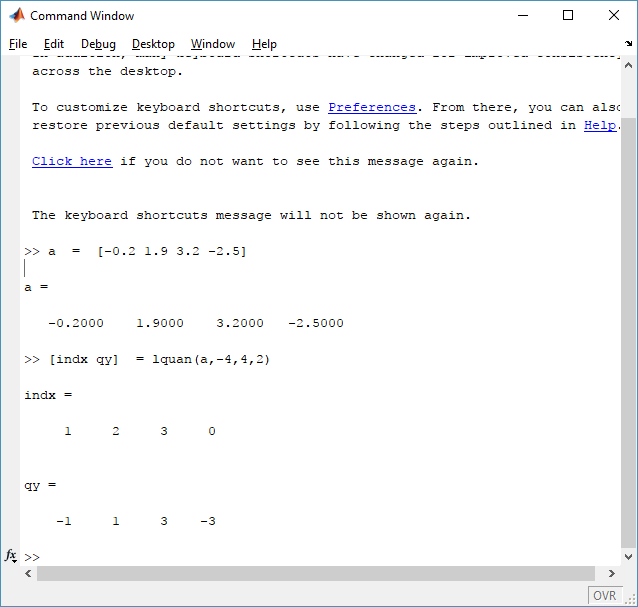 Command Window
File Edit Debug Desktop Window Help
across the desktop.
To customize keyboard shortcuts, use Preferences. From there, you can also
restore previous default settings by following the steps outlined in Help.
Click here if you do not want to see this message again.
The keyboard shortcuts message will not be shown again.
>> a = [-0.2 1.9 3.2 -2.5]
a =
-0.2000 1.9000 3.2000 -2.5000
>> [indx qy] = lquan(a,-4,4,2)
indx =
1 2 3 0
qy =
-1 1 3 -3
fx >>
OVR